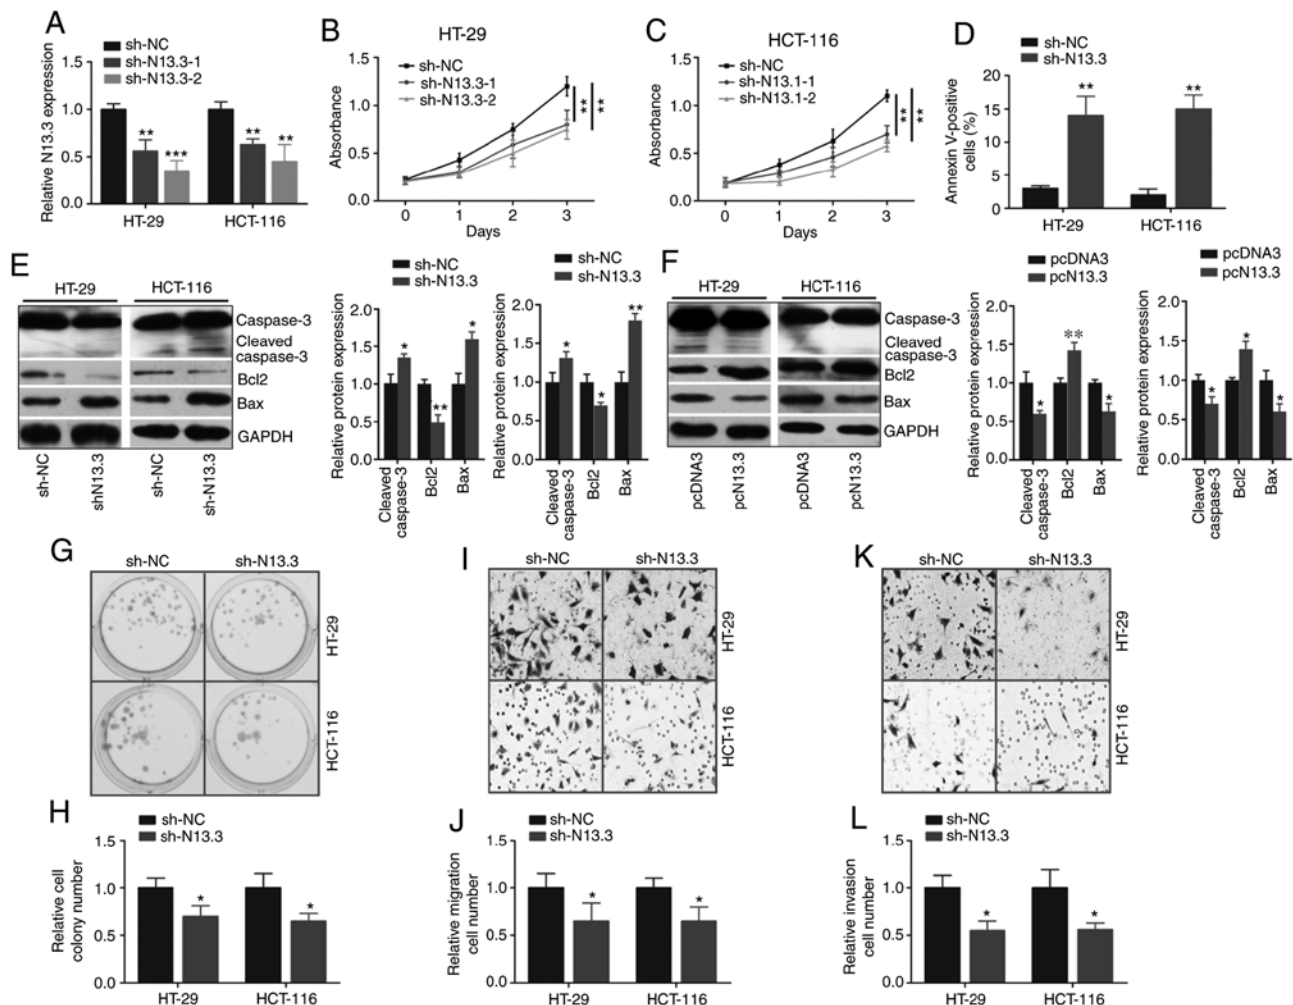 A
sh-NC
sh-N13.3-1
sh-N13.3-2
Relative N13.3 expression
1.5
1.0
0.5
0.0
**
***
**
**
HT-29
HCT-116
B
HT-29
sh-NC
sh-N13.3-1
sh-N13.3-2
Absorbance
1.5
1.0
0.5
0.0
**
**
0
1
2
3
Days
C
HCT-116
sh-NC
sh-N13.1-1
sh-N13.1-2
Absorbance
1.5
1.0
0.5
0.0
**
**
0
1
2
3
Days
D
sh-NC
sh-N13.3
Annexin V-positive
cells (%)
20
15
10
5
0
**
**
HT-29
HCT-116
E
HT-29
HCT-116
Caspase-3
Cleaved
caspase-3
Bcl2
Bax
GAPDH
sh-NC
shN13.3
sh-NC
sh-N13.3
sh-NC
sh-N13.3
Relative protein expression
2.0
1.5
1.0
0.5
0.0
*
**
*
Cleaved
caspase-3
Bcl2
Bax
sh-NC
sh-N13.3
Relative protein expression
2.0
1.5
1.0
0.5
0.0
*
*
**
Cleaved
caspase-3
Bcl2
Bax
F
HT-29
HCT-116
Caspase-3
Cleaved
caspase-3
Bcl2
Bax
GAPDH
pcDNA3
pcN13.3
pcDNA3
pcN13.3
pcDNA3
pcN13.3
Relative protein expression
2.0
1.5
1.0
0.5
0.0
*
**
*
Cleaved
caspase-3
Bcl2
Bax
pcDNA3
pcN13.3
Relative protein expression
2.0
1.5
1.0
0.5
0.0
*
*
*
Cleaved
caspase-3
Bcl2
Bax
G
sh-NC
sh-N13.3
HT-29
HCT-116
I
sh-NC
sh-N13.3
HT-29
HCT-116
K
sh-NC
sh-N13.3
HT-29
HCT-116
H
sh-NC
sh-N13.3
Relative cell
colony number
1.5
1.0
0.5
0.0
*
*
HT-29
HCT-116
J
sh-NC
sh-N13.3
Relative migration
cell number
1.5
1.0
0.5
0.0
*
*
HT-29
HCT-116
L
sh-NC
sh-N13.3
Relative invasion
cell number
1.5
1.0
0.5
0.0
*
*
HT-29
HCT-116